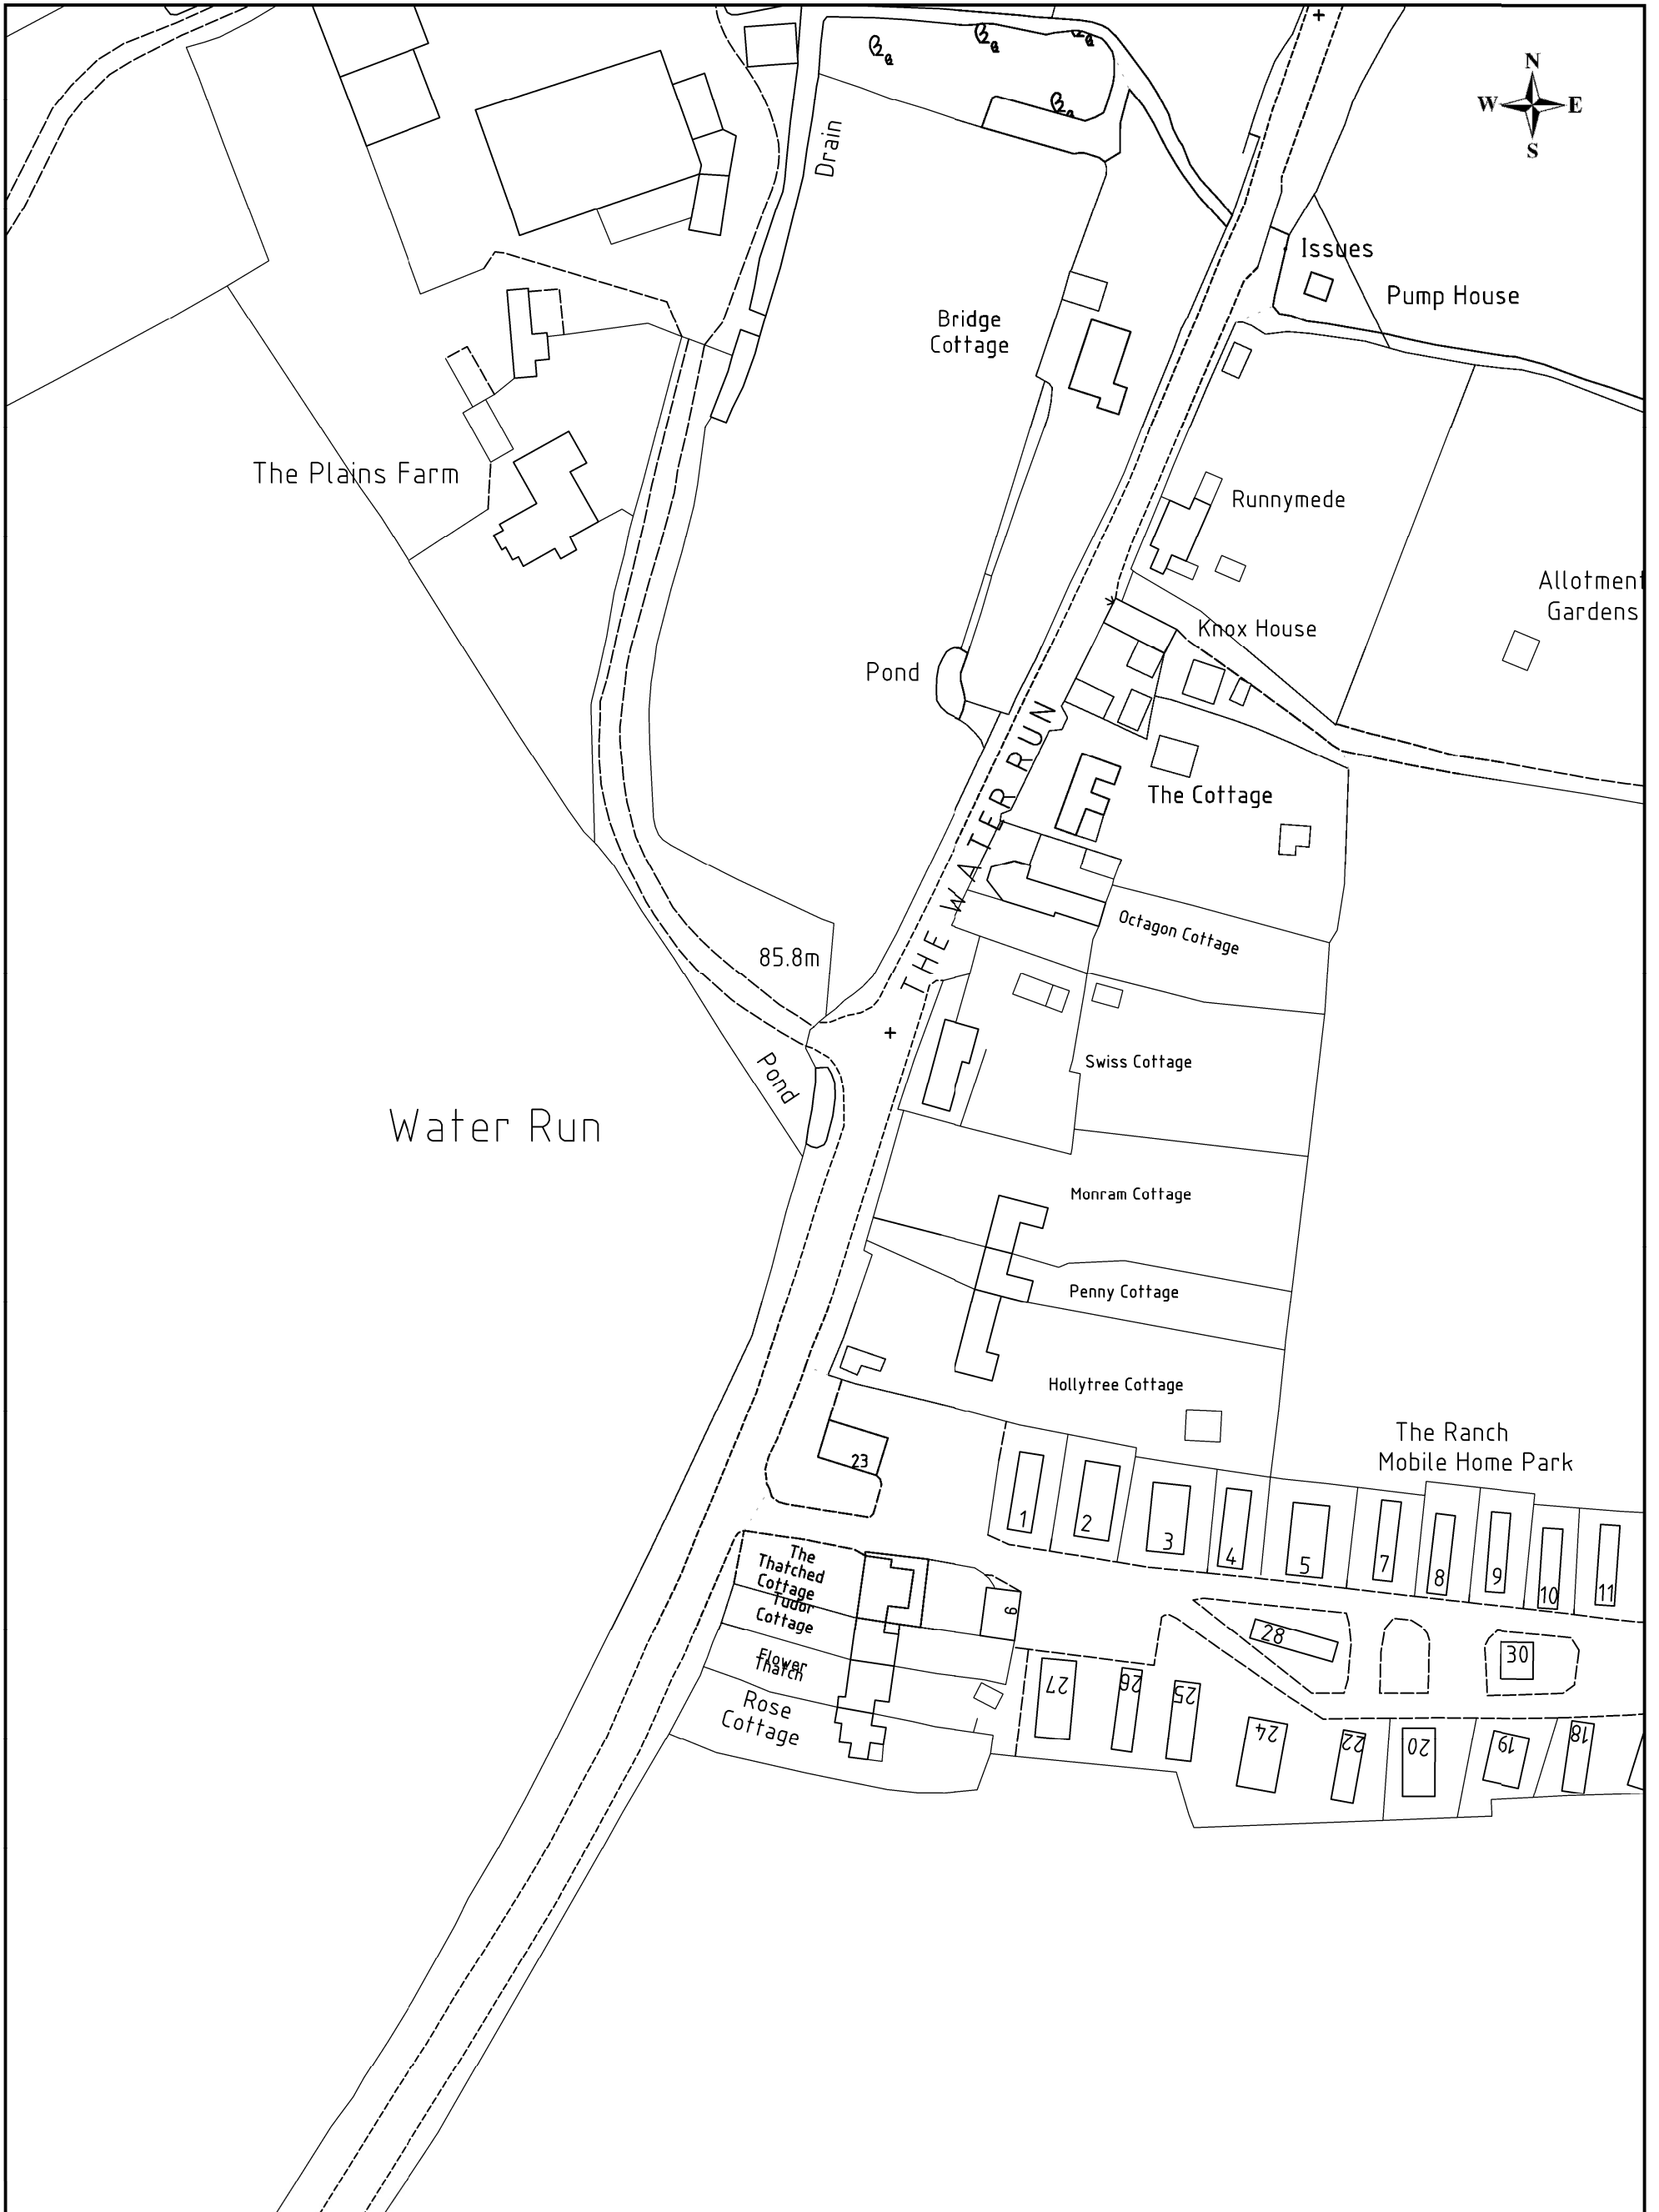 N
W E
S
Drain
Issues
Pump House
Bridge
Cottage
The Plains Farm
Runnymede
Allotment
Gardens
Knox House
Pond
THE WATER RUN
The Cottage
Octagon Cottage
85.8m
Swiss Cottage
Pond
Water Run
Monram Cottage
Penny Cottage
Hollytree Cottage
The Ranch
Mobile Home Park
23
1
2
3
4
5
7
8
9
10
11
The
Thatched
Cottage
Tudor
Cottage
6
28
30
Flower
Thatch
27
26
25
Rose
Cottage
24
22
20
19
18